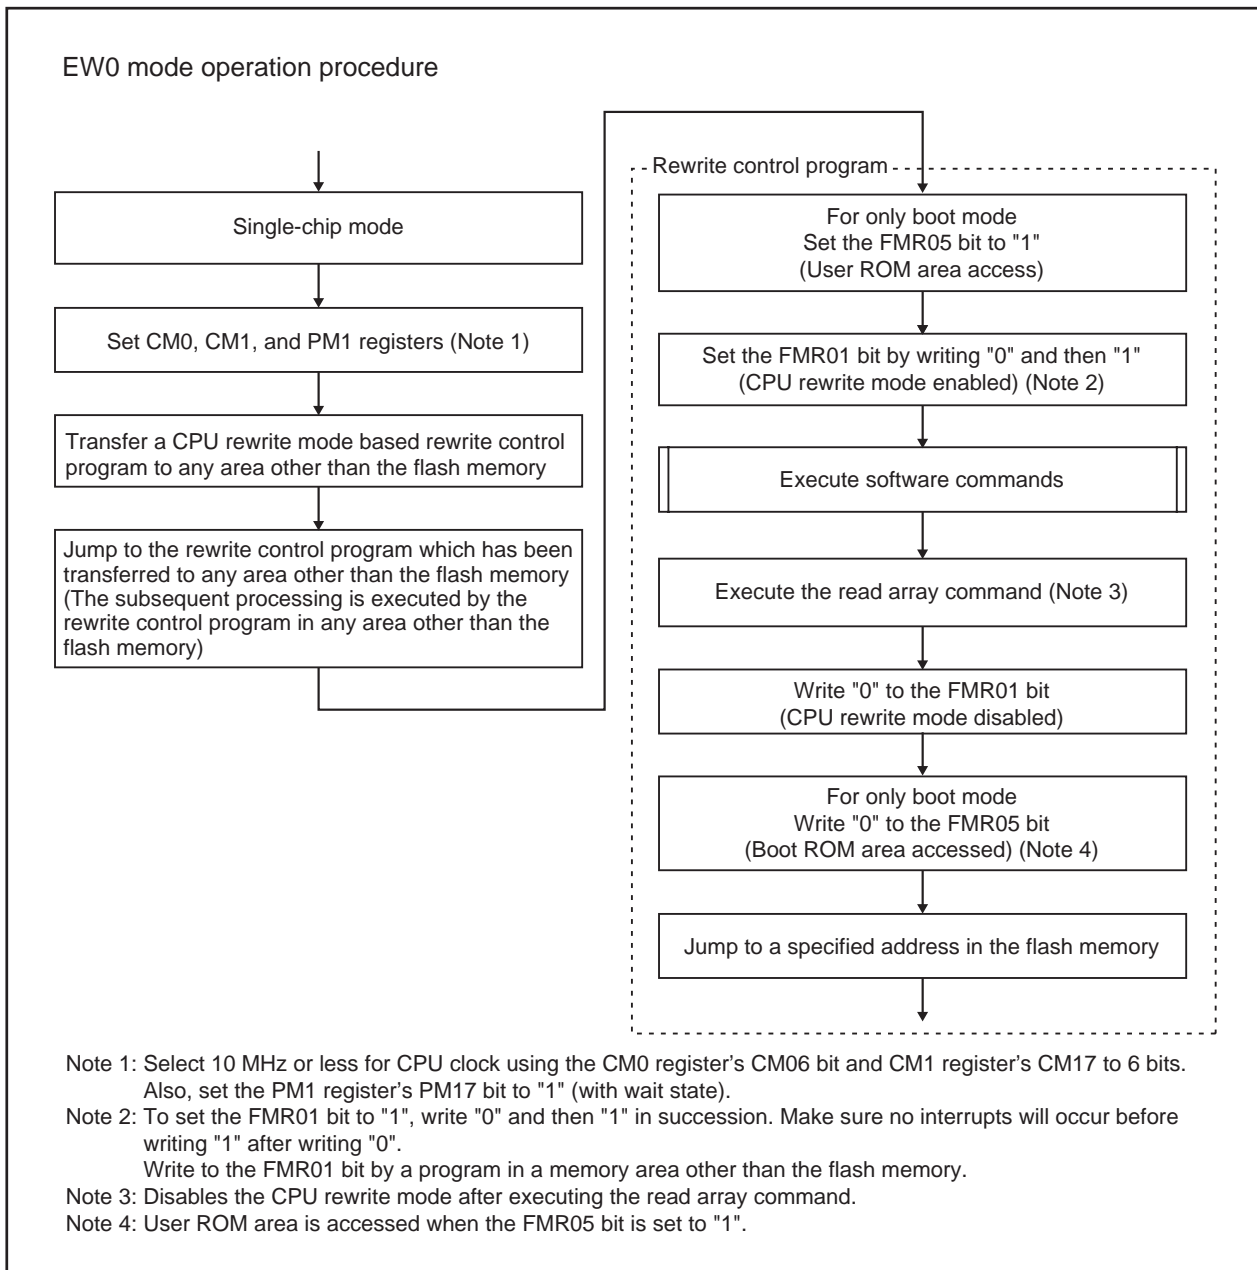 EW0 mode operation procedure
Single-chip mode
Set CM0, CM1, and PM1 registers (Note 1)
Transfer a CPU rewrite mode based rewrite control
program to any area other than the flash memory
Jump to the rewrite control program which has been
transferred to any area other than the flash memory
(The subsequent processing is executed by the
rewrite control program in any area other than the
flash memory)
Rewrite control program
For only boot mode
Set the FMR05 bit to "1"
(User ROM area access)
Set the FMR01 bit by writing "0" and then "1"
(CPU rewrite mode enabled) (Note 2)
Execute software commands
Execute the read array command (Note 3)
Write "0" to the FMR01 bit
(CPU rewrite mode disabled)
For only boot mode
Write "0" to the FMR05 bit
(Boot ROM area accessed) (Note 4)
Jump to a specified address in the flash memory
Note 1: Select 10 MHz or less for CPU clock using the CM0 register's CM06 bit and CM1 register's CM17 to 6 bits.
Also, set the PM1 register's PM17 bit to "1" (with wait state).
Note 2: To set the FMR01 bit to "1", write "0" and then "1" in succession. Make sure no interrupts will occur before
writing "1" after writing "0".
Write to the FMR01 bit by a program in a memory area other than the flash memory.
Note 3: Disables the CPU rewrite mode after executing the read array command.
Note 4: User ROM area is accessed when the FMR05 bit is set to "1".